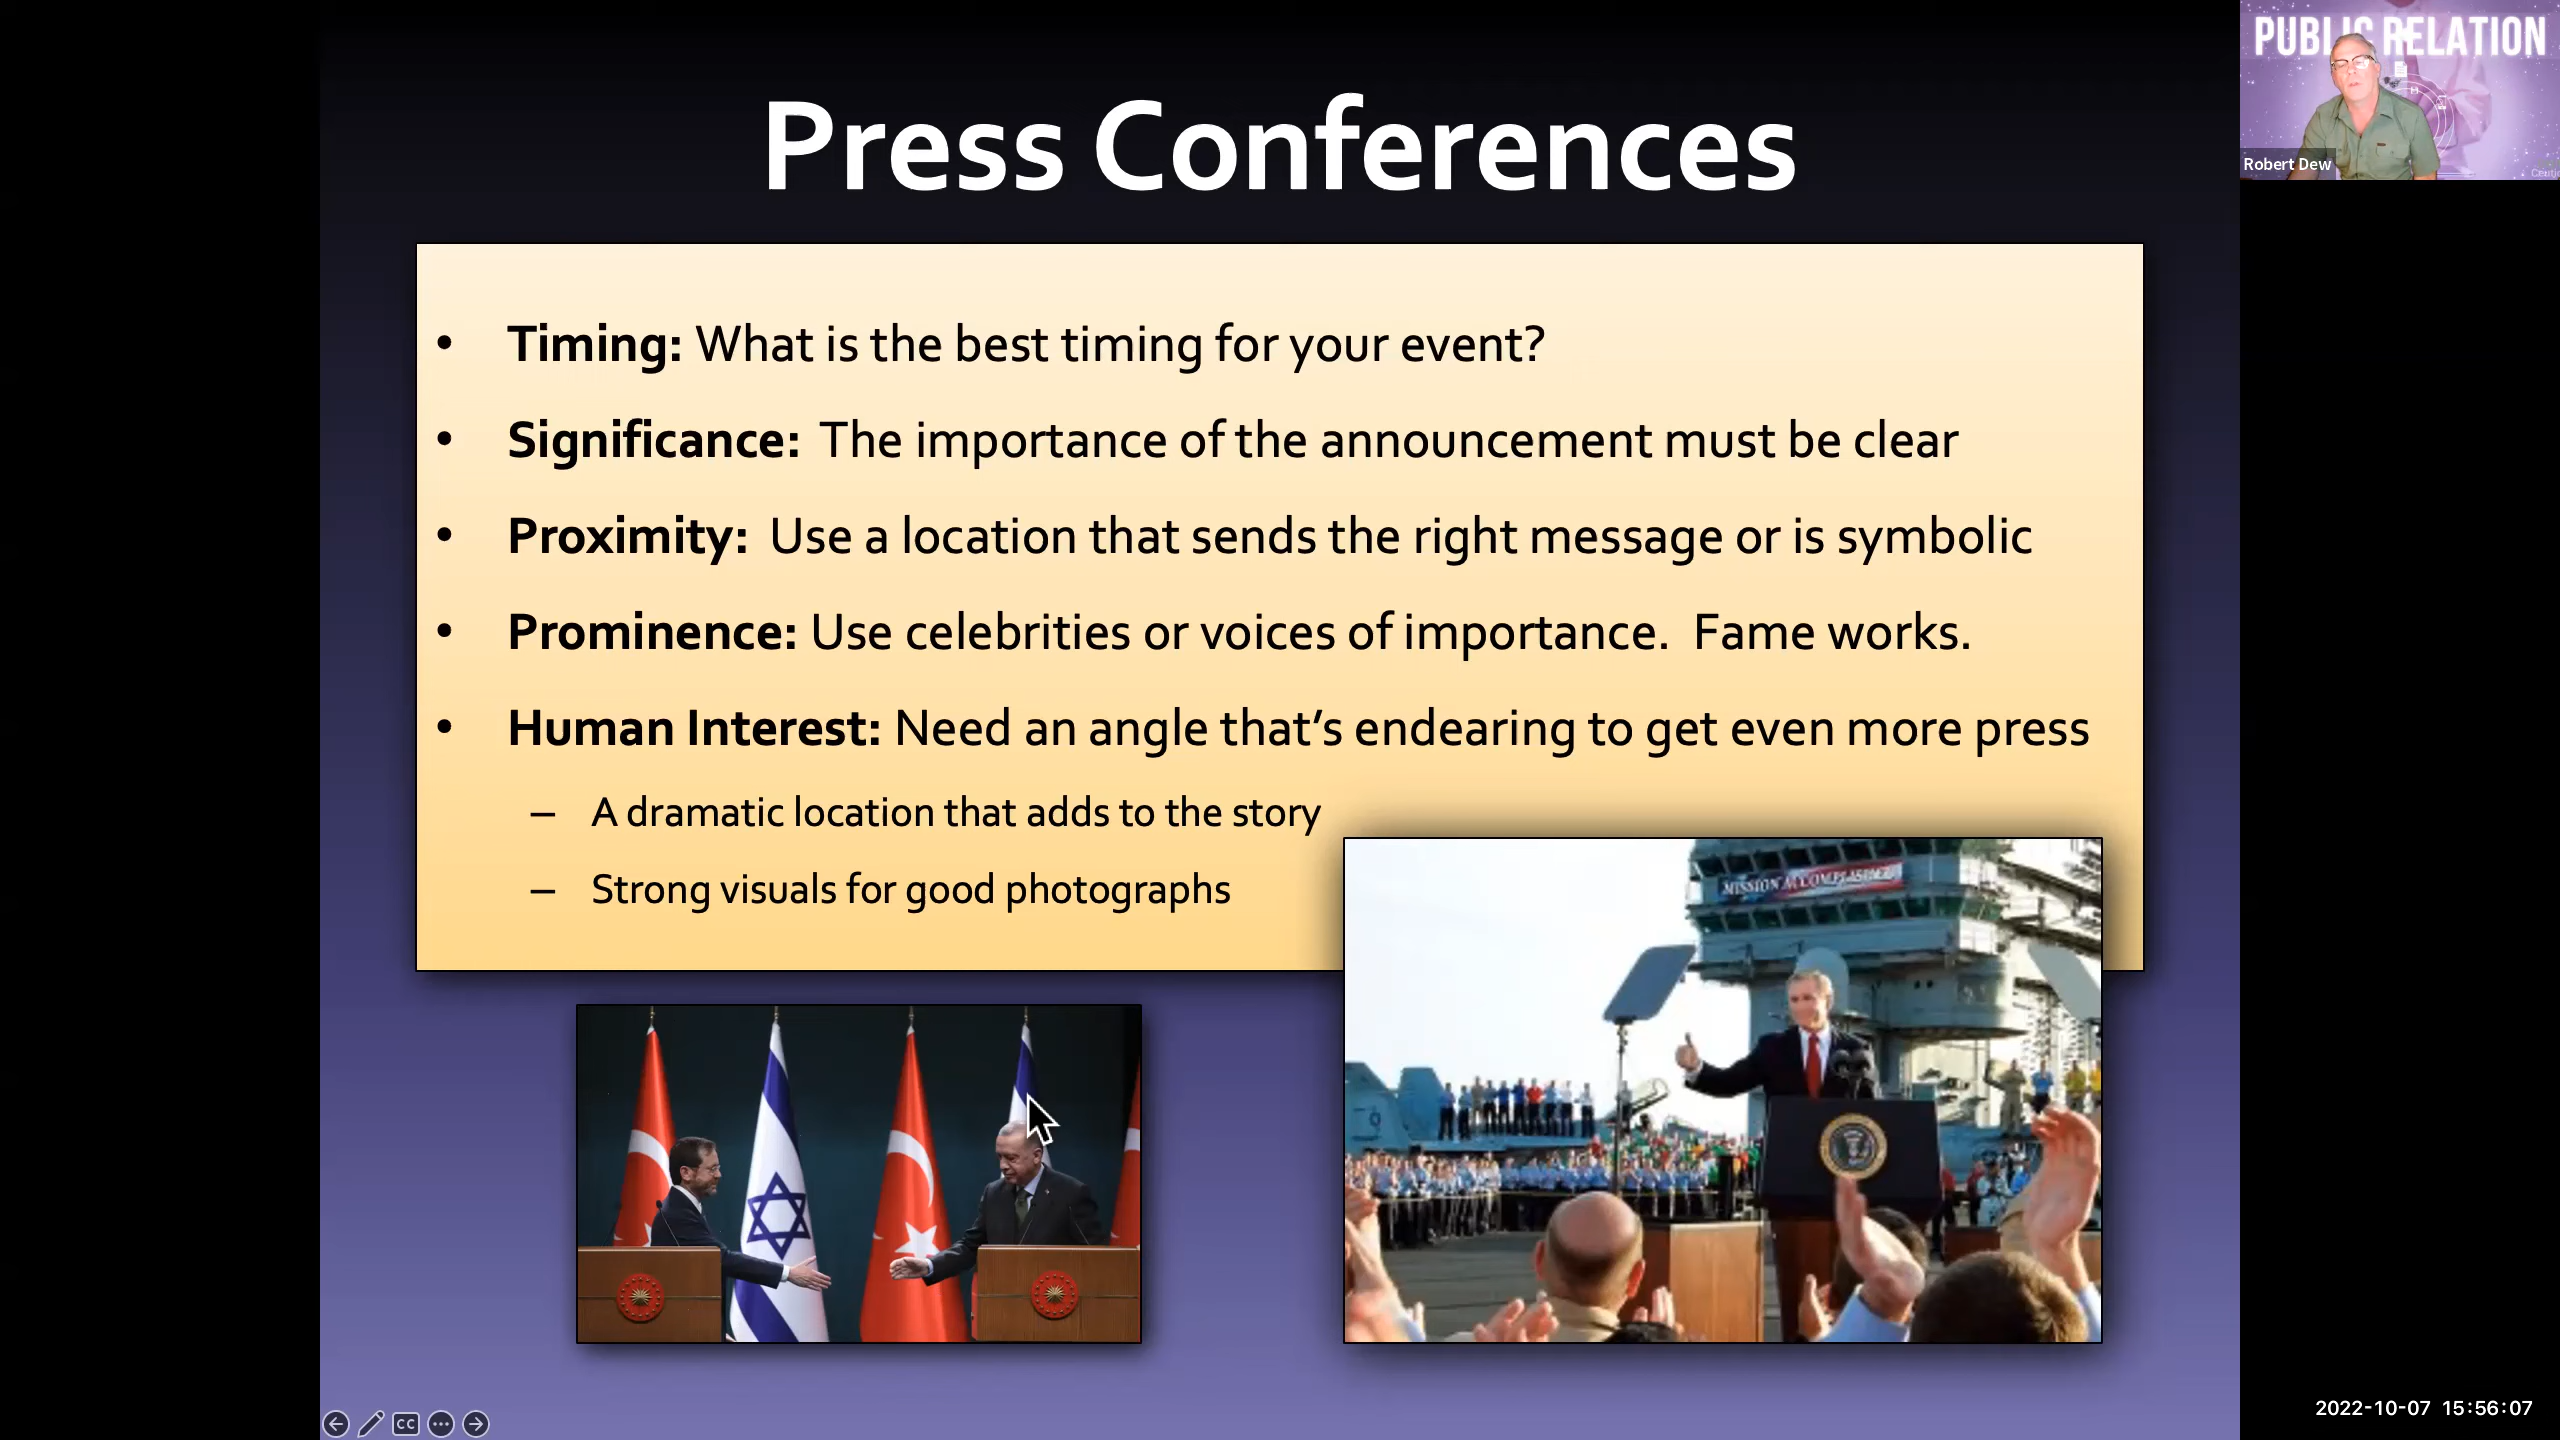 PUBLIC RELATION
Robert Dew
Press Conferences
• Timing: What is the best timing for your event?
• Significance: The importance of the announcement must be clear
• Proximity: Use a location that sends the right message or is symbolic
• Prominence: Use celebrities or voices of importance. Fame works.
• Human Interest: Need an angle that’s endearing to get even more press
– A dramatic location that adds to the story
– Strong visuals for good photographs
MISSION ACCOMPLISHED
CC
2022-10-07 15:56:07